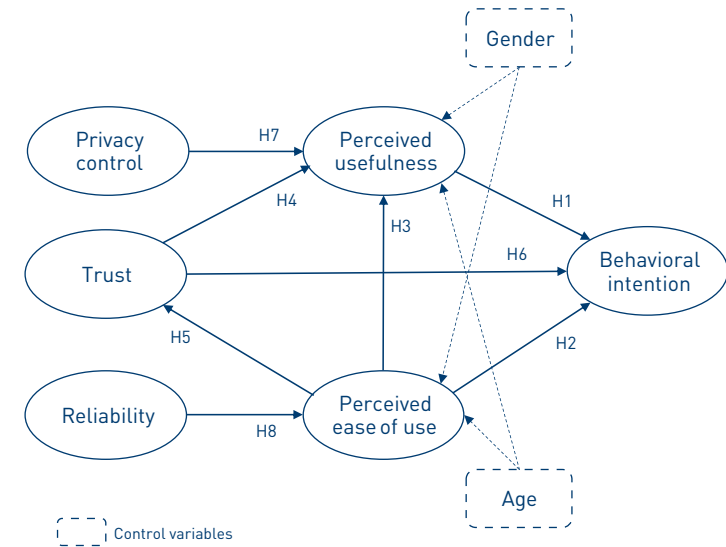 Gender
Privacy
control
H7
Perceived
usefulness
H4
H1
H3
Trust
H6
Behavioral
intention
H5
H2
Reliability
H8
Perceived
ease of use
Age
Control variables